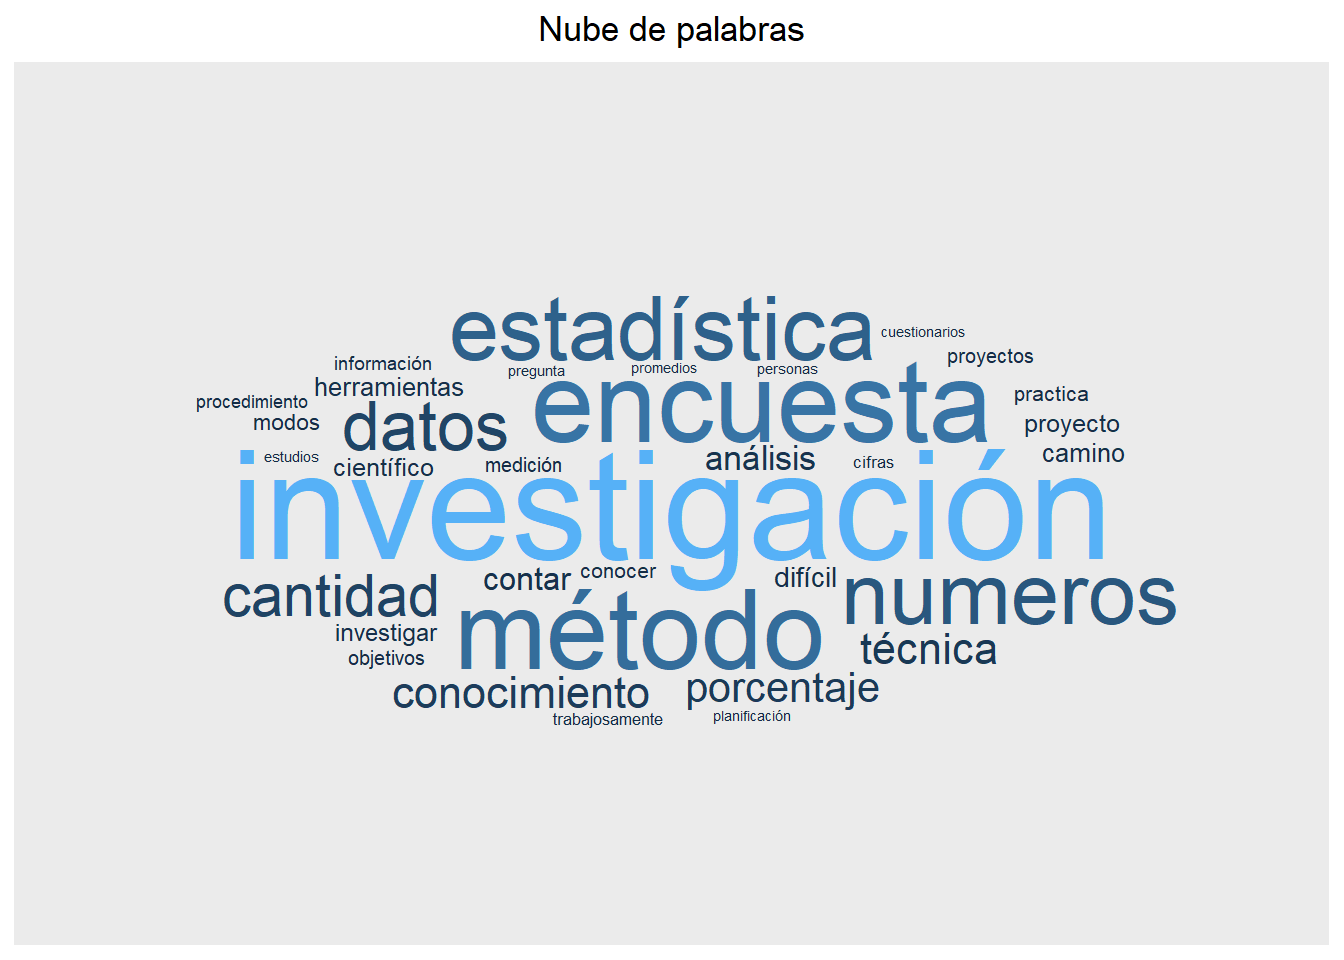 Nube de palabras
estadística
cuestionarios
proyectos
información
pregunta
promedios
personas
herramientas
encuesta
practica
procedimiento
modos
datos
proyecto
camino
estudios
científico
medición
análisis
cifras
investigación
contar
conocer
difícil
cantidad
numeros
método
investigar
técnica
objetivos
conocimiento
porcentaje
trabajosamente
planificación